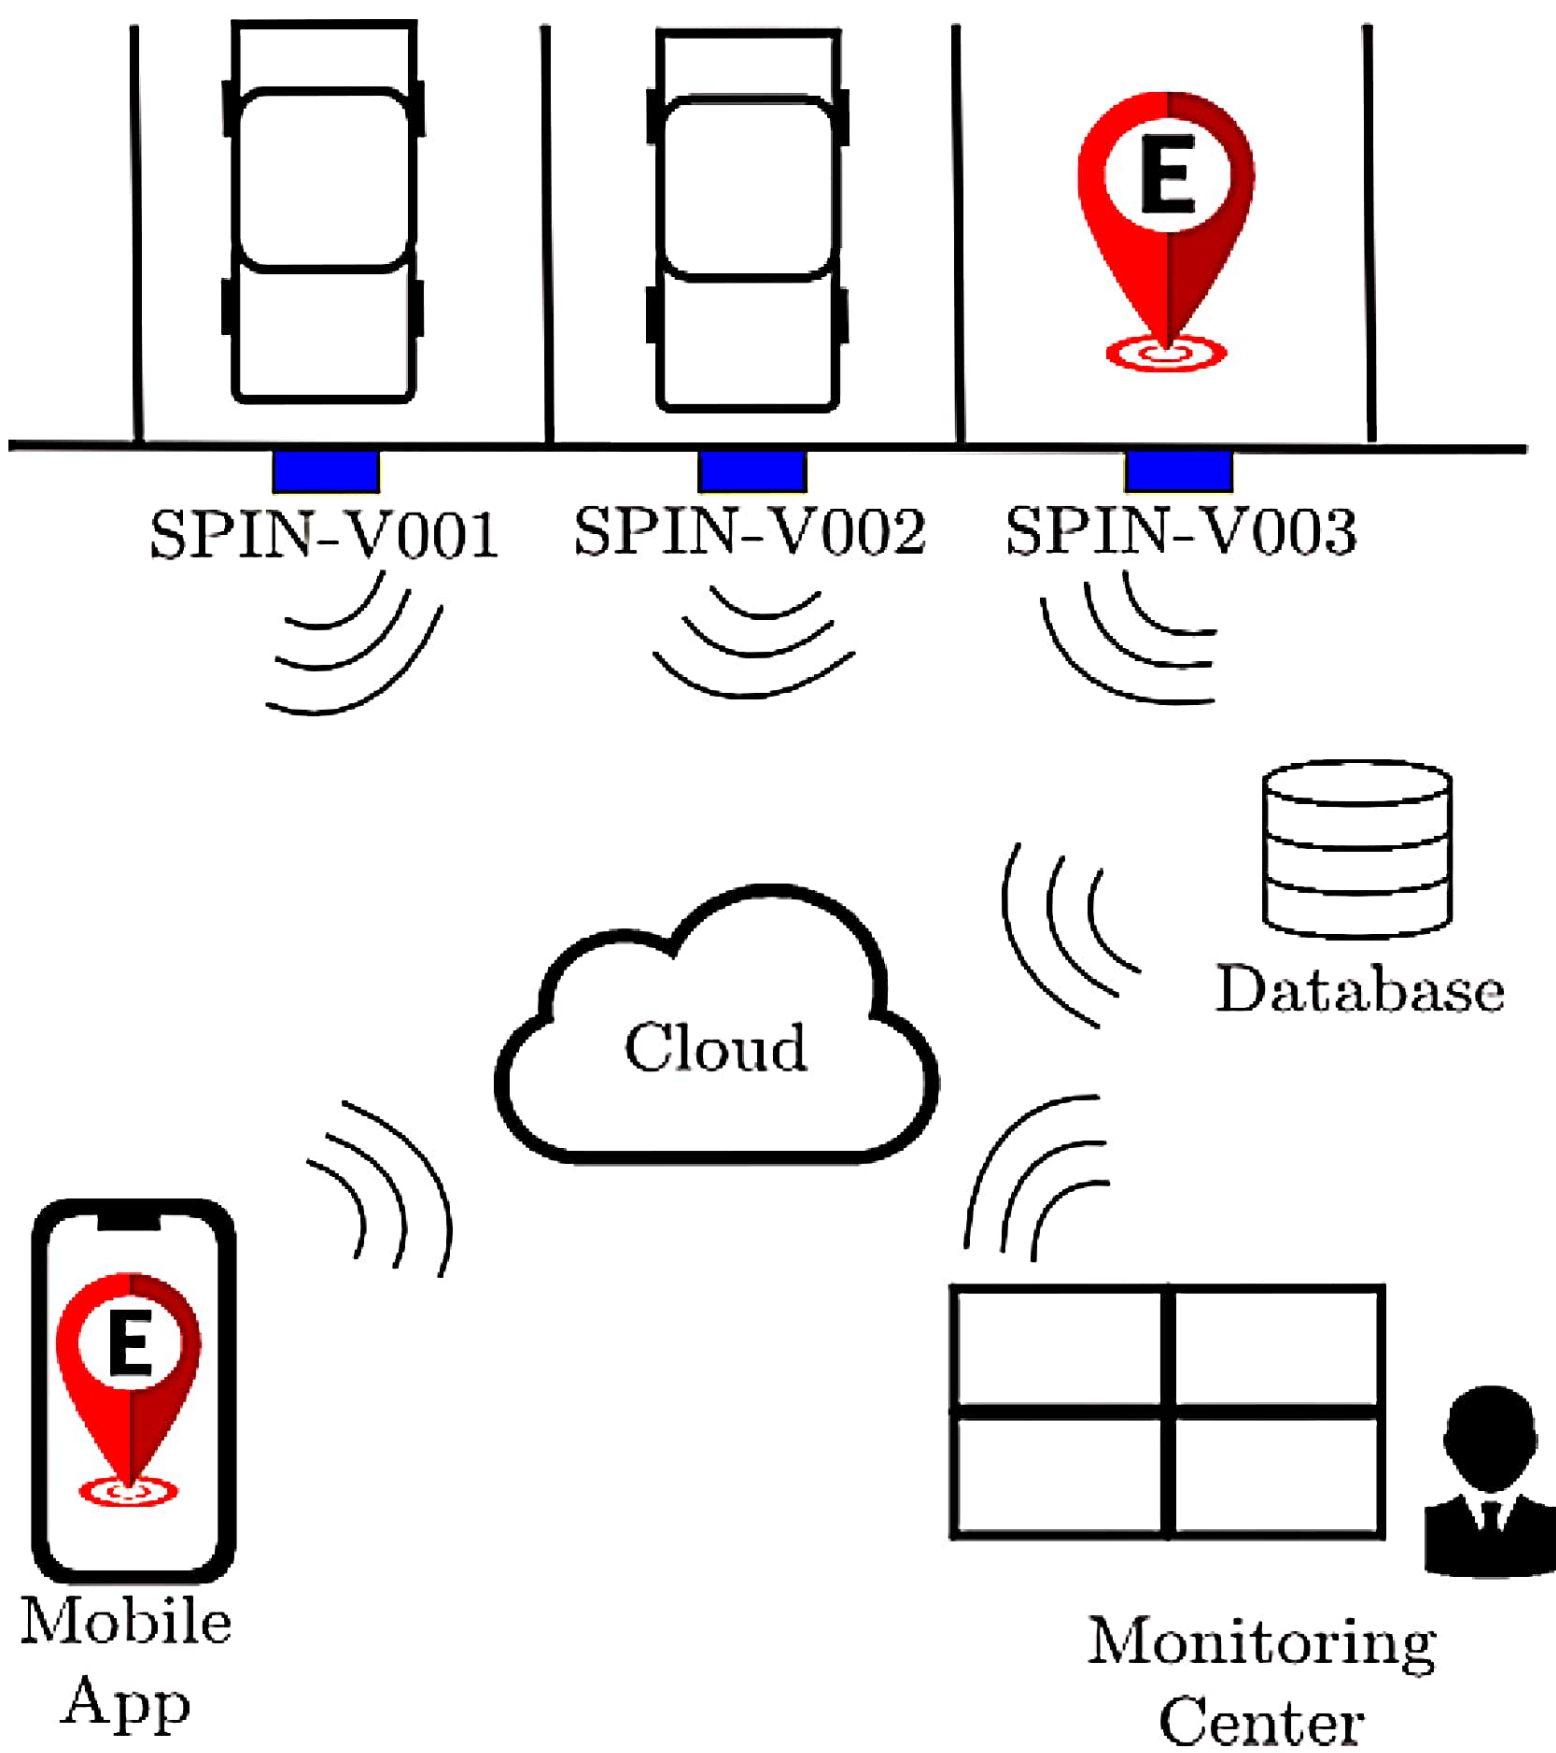 E
SPIN-V001
SPIN-V002
SPIN-V003
Database
Cloud
E
Mobile
App
Monitoring
Center